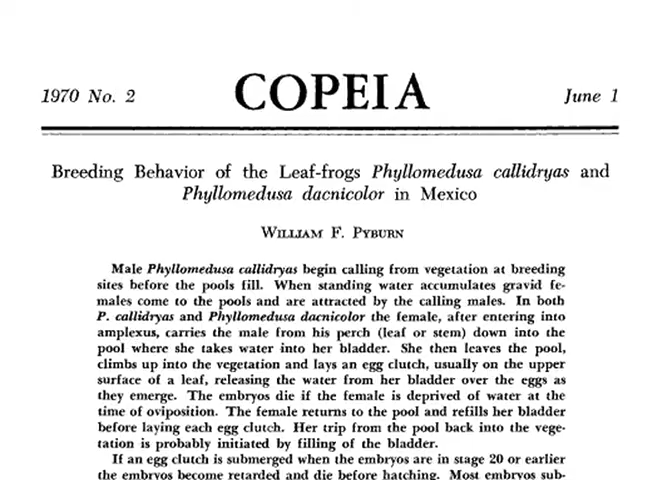 1970 No. 2 COPEIA June 1
Breeding Behavior of the Leaf-frogs Phyllomedusa callidryas and
Phyllomedusa dacnicolor in Mexico
William F. Pyburn
Male Phyllomedusa callidryas begin calling from vegetation at breeding
sites before the pools fill. When standing water accumulates gravid fe-
males come to the pools and are attracted by the calling males. In both
P. callidryas and Phyllomedusa dacnicolor the female, after entering into
amplexus, carries the male from his perch (leaf or stem) down into the
pool where she takes water into her bladder. She then leaves the pool,
climbs up into the vegetation and lays an egg clutch, usually on the upper
surface of a leaf, releasing the water from her bladder over the eggs as
they emerge. The embryos die if the female is deprived of water at the
time of oviposition. The female returns to the pool and refills her bladder
before laying each egg clutch. Her trip from the pool back into the vege-
tation is probably initiated by filling of the bladder.
If an egg clutch is submerged when the embryos are in stage 20 or earlier
the embryos become retarded and die before hatching. Most embryos sub-